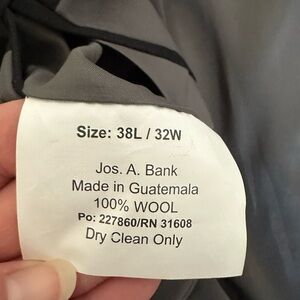 Size: 38L / 32W
Jos. A. Bank
Made in Guatemala
100% WOOL
Po: 227860/RN 31608
Dry Clean Only